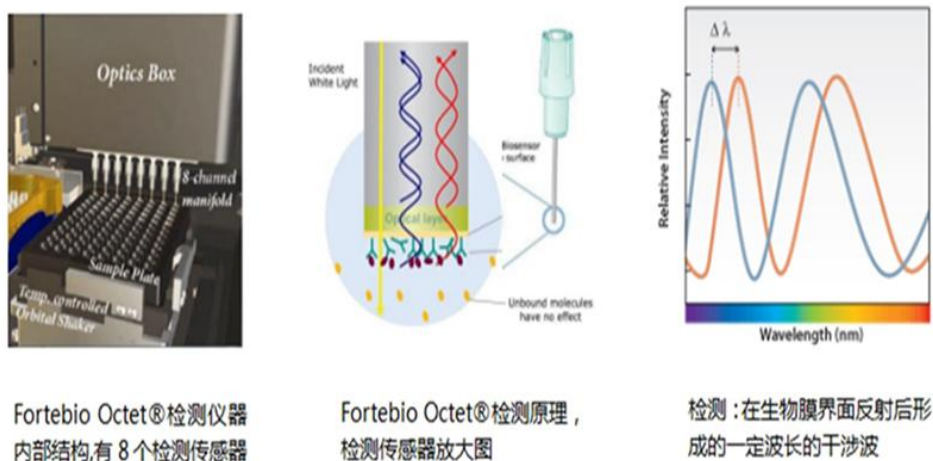 Optics Box
8-channel
manifold
Sample Plate
Temp. controlled
Orbital Shaker
Incident
White Light
Optical layer
Biosensor
surface
Unbound molecules
have no effect
Δ λ
Relative Intensity
Wavelength (nm)
Fortebio Octet®检测仪器
内部结构,有 8 个检测传感器
Fortebio Octet®检测原理，
检测传感器放大图
检测：在生物膜界面反射后形
成的一定波长的干涉波